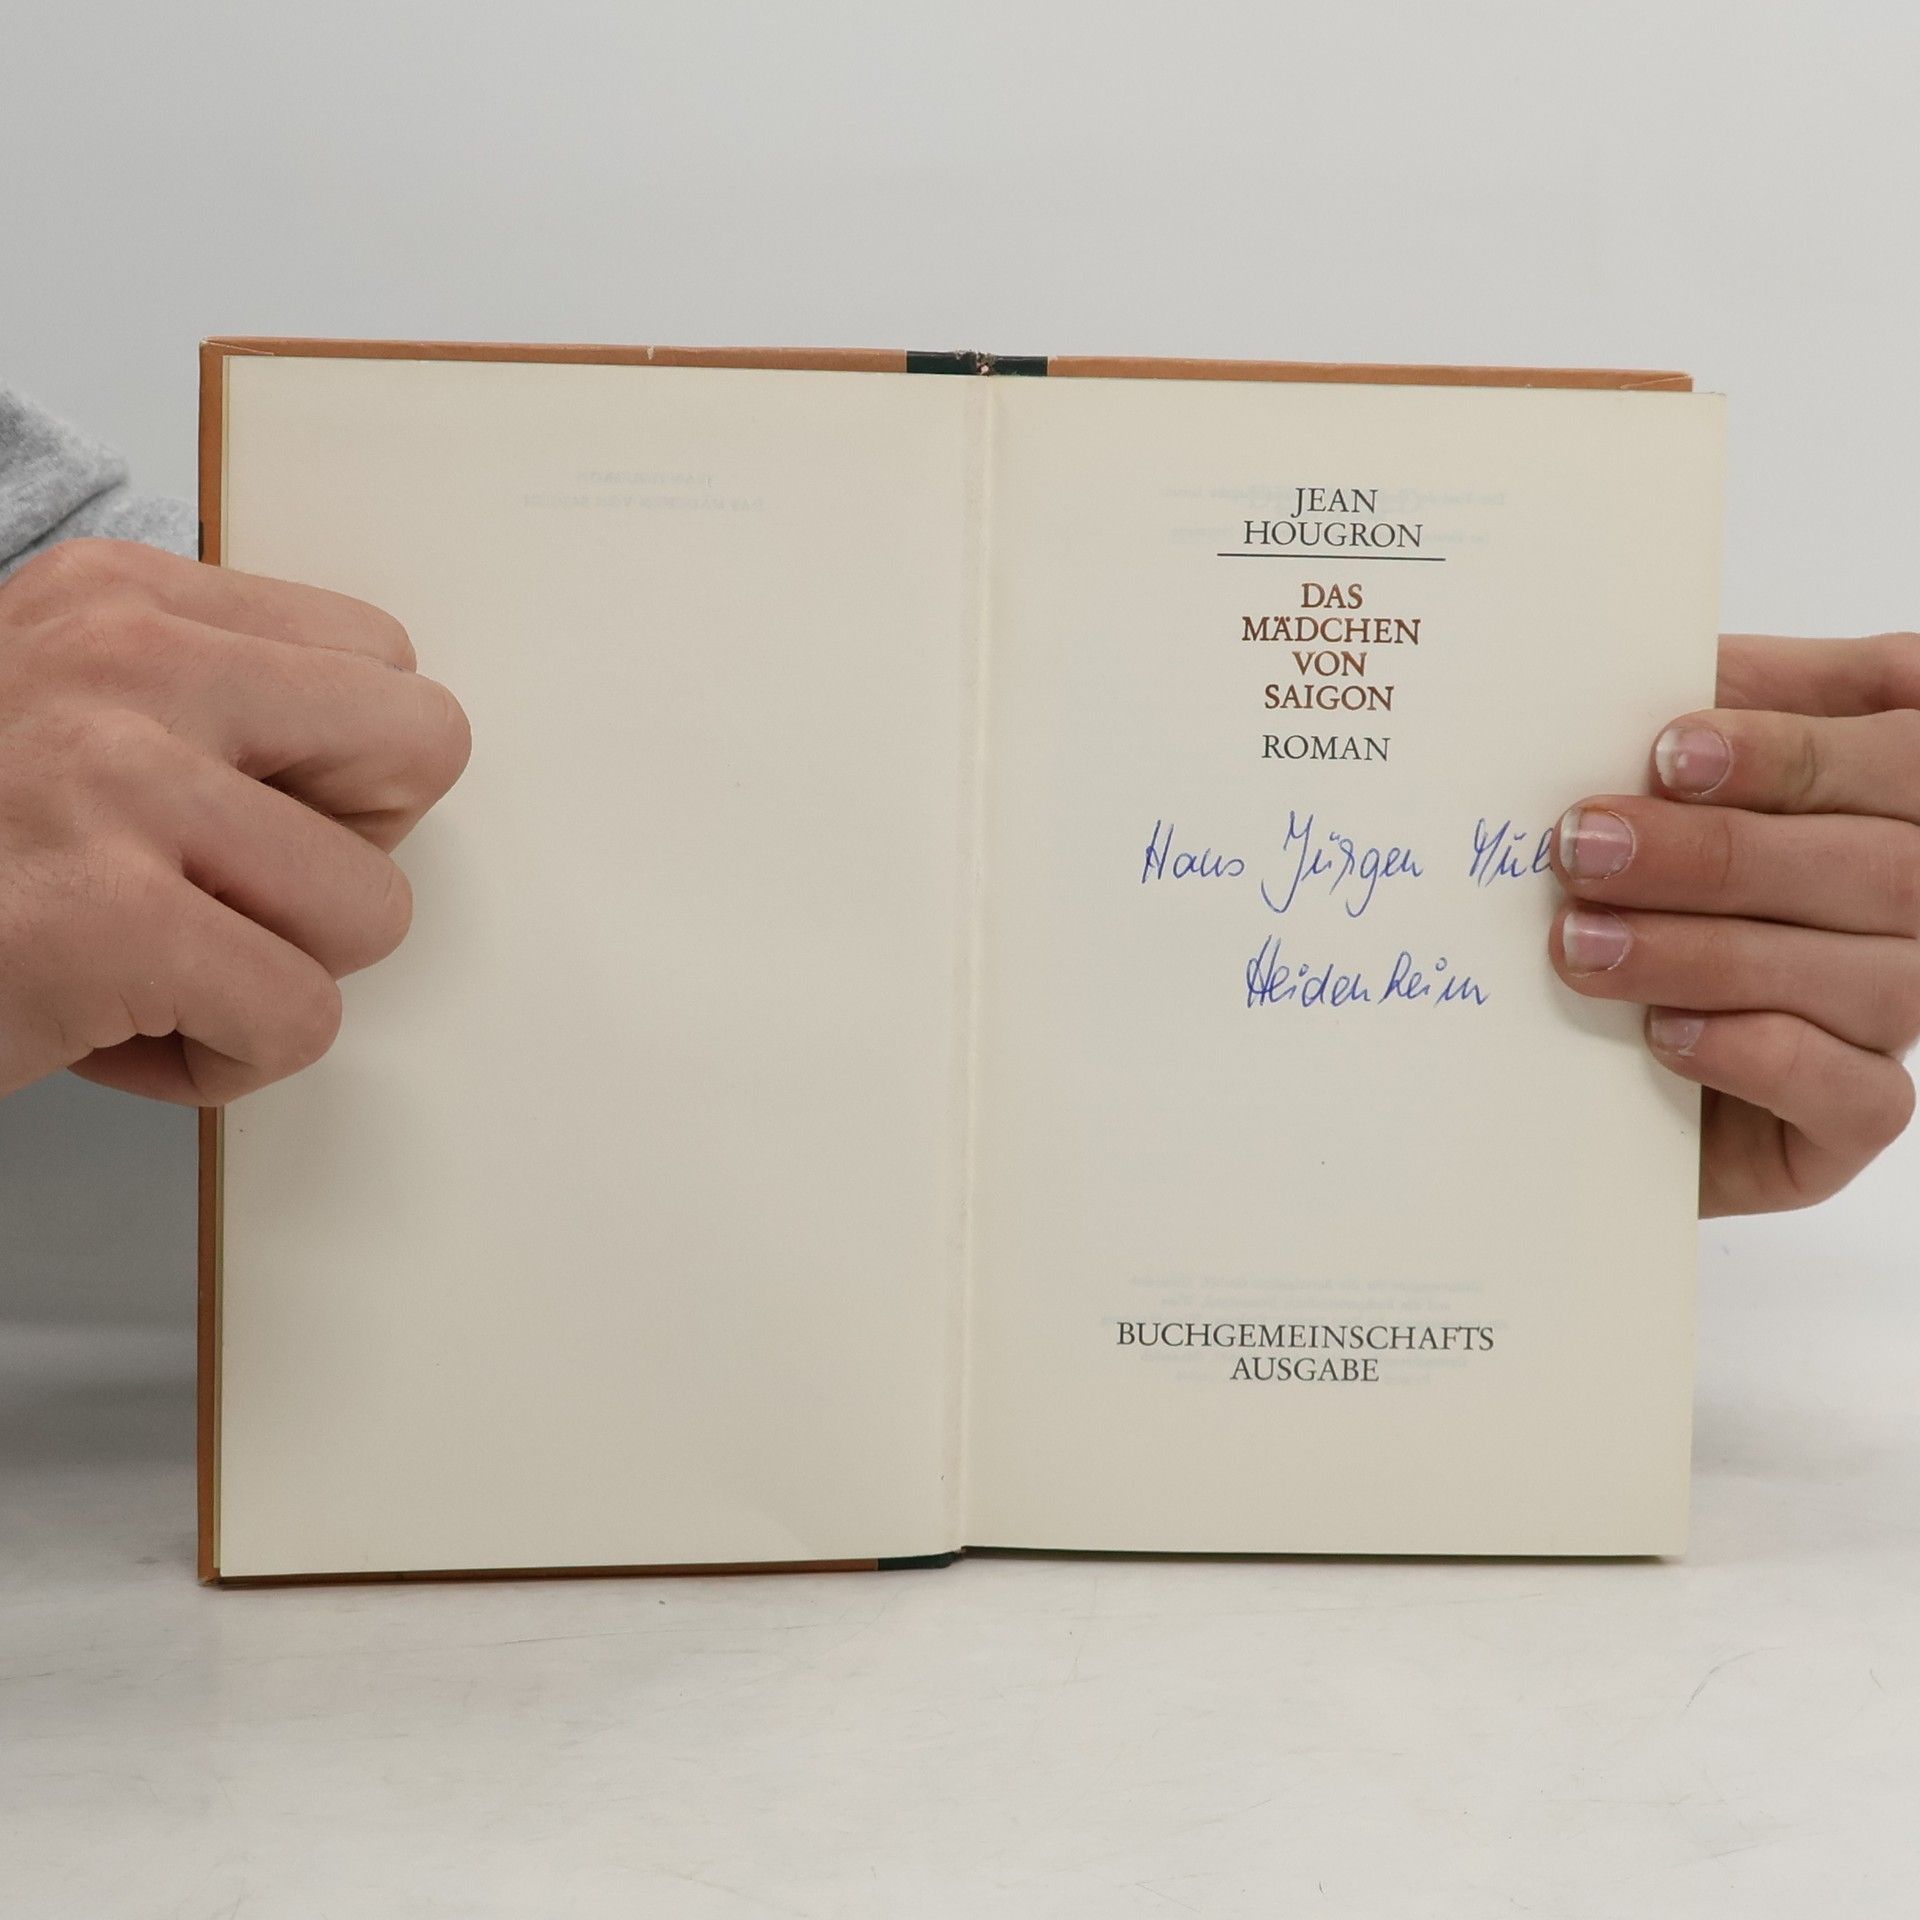 JEAN
HOUGRON
DAS
MÄDCHEN
VON
SAIGON
ROMAN
Hans Jürgen
Heidenheim
BUCHGEMEINSCHAFTS
AUSGABE